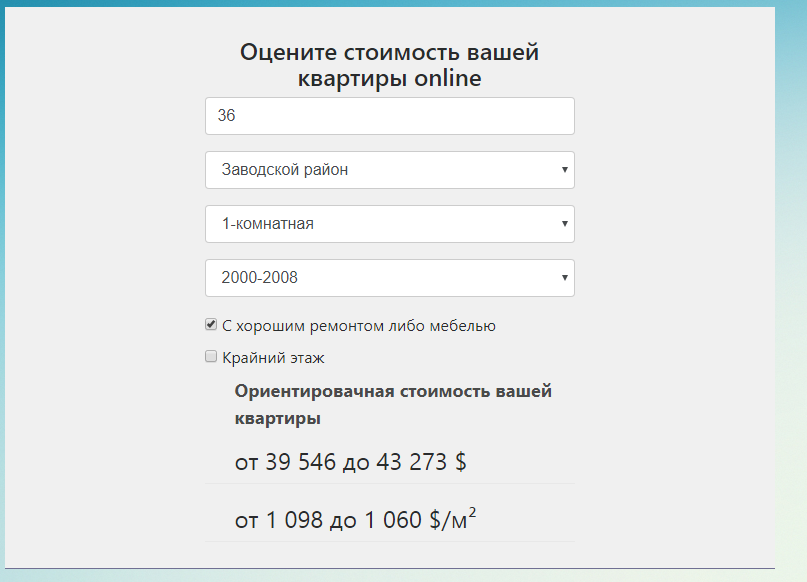 Оцените стоимость вашей
квартиры online
36
Заводской район
1-комнатная
2000-2008
С хорошим ремонтом либо мебелью
Крайний этаж
Ориентировачная стоимость вашей
квартиры
от 39 546 до 43 273 $
от 1 098 до 1 060 $/м²